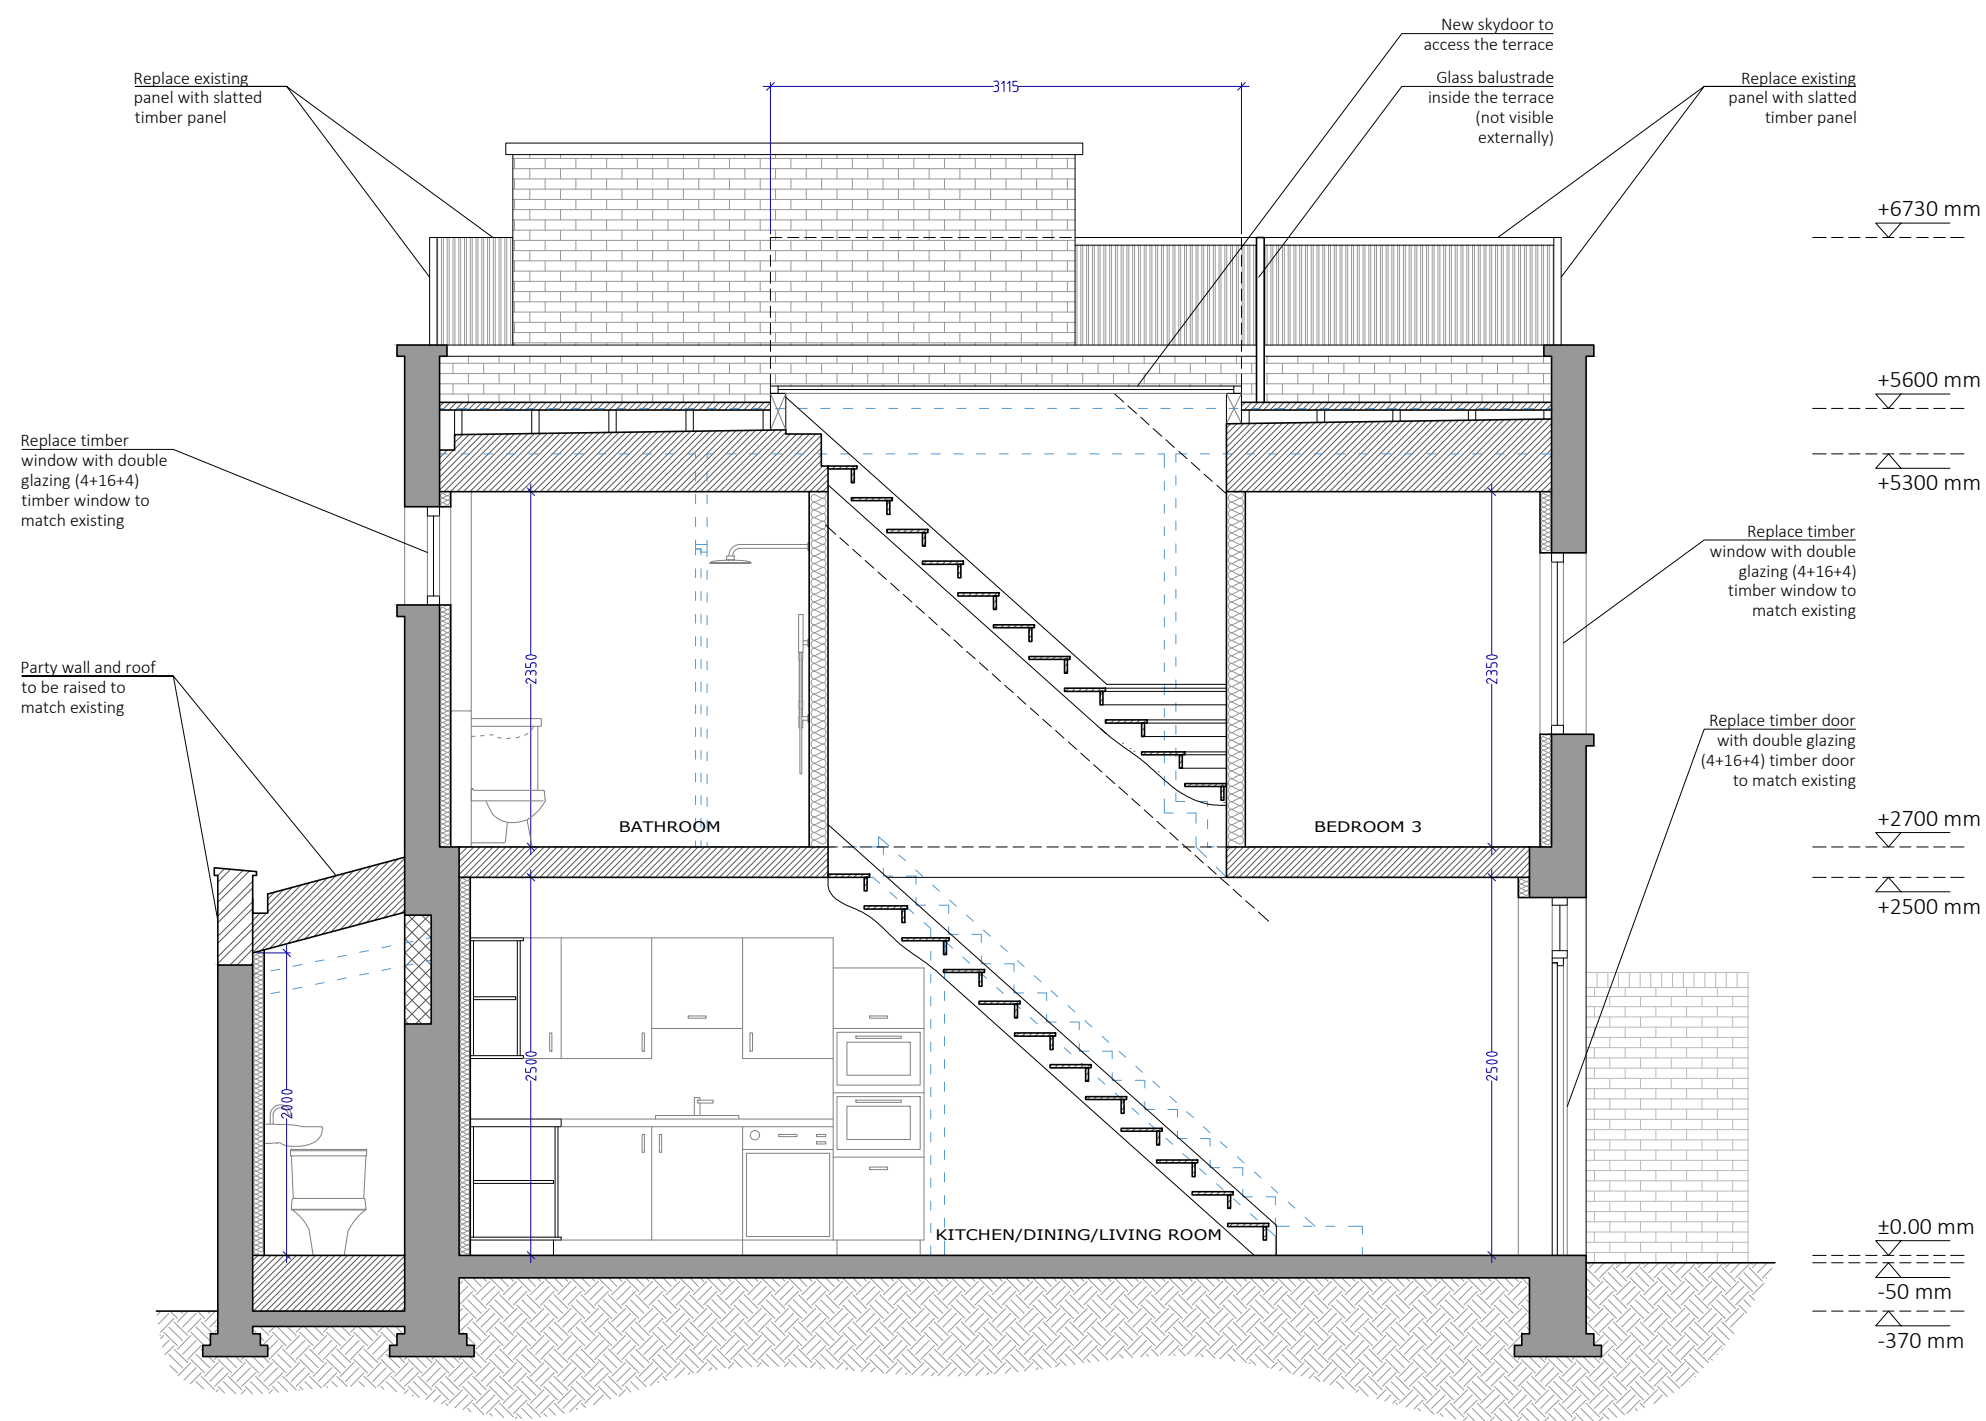 New skydoor to
access the terrace
Replace existing
panel with slatted
timber panel
3115
Glass balustrade
inside the terrace
(not visible
externally)
Replace existing
panel with slatted
timber panel
+6730 mm
+5600 mm
+5300 mm
Replace timber
window with double
glazing (4+16+4)
timber window to
match existing
Replace timber
window with double
glazing (4+16+4)
timber window to
match existing
2350
2350
Party wall and roof
to be raised to
match existing
Replace timber door
with double glazing
(4+16+4) timber door
to match existing
BATHROOM
BEDROOM 3
+2700 mm
+2500 mm
2500
2500
2000
KITCHEN/DINING/LIVING ROOM
±0.00 mm
-50 mm
-370 mm